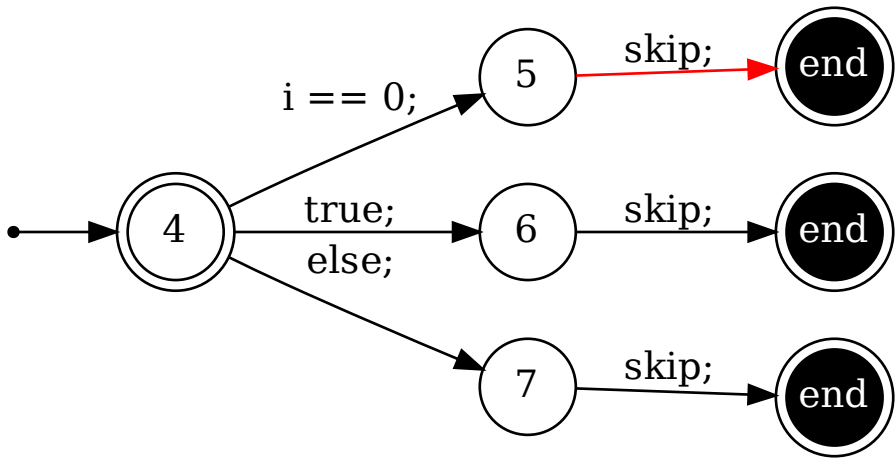 i == 0;
5
skip;
end
4
true;
6
skip;
end
else;
7
skip;
end